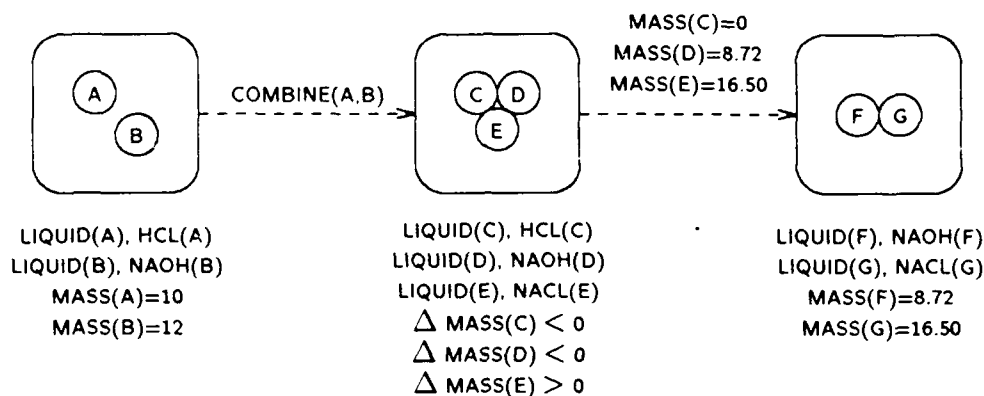 A
B
COMBINE(A,B)
C D
E
MASS(C)=0
MASS(D)=8.72
MASS(E)=16.50
F G
LIQUID(A), HCL(A)
LIQUID(B), NAOH(B)
MASS(A)=10
MASS(B)=12
LIQUID(C), HCL(C)
LIQUID(D), NAOH(D)
LIQUID(E), NACL(E)
Δ MASS(C) < 0
Δ MASS(D) < 0
Δ MASS(E) > 0
LIQUID(F), NAOH(F)
LIQUID(G), NACL(G)
MASS(F)=8.72
MASS(G)=16.50